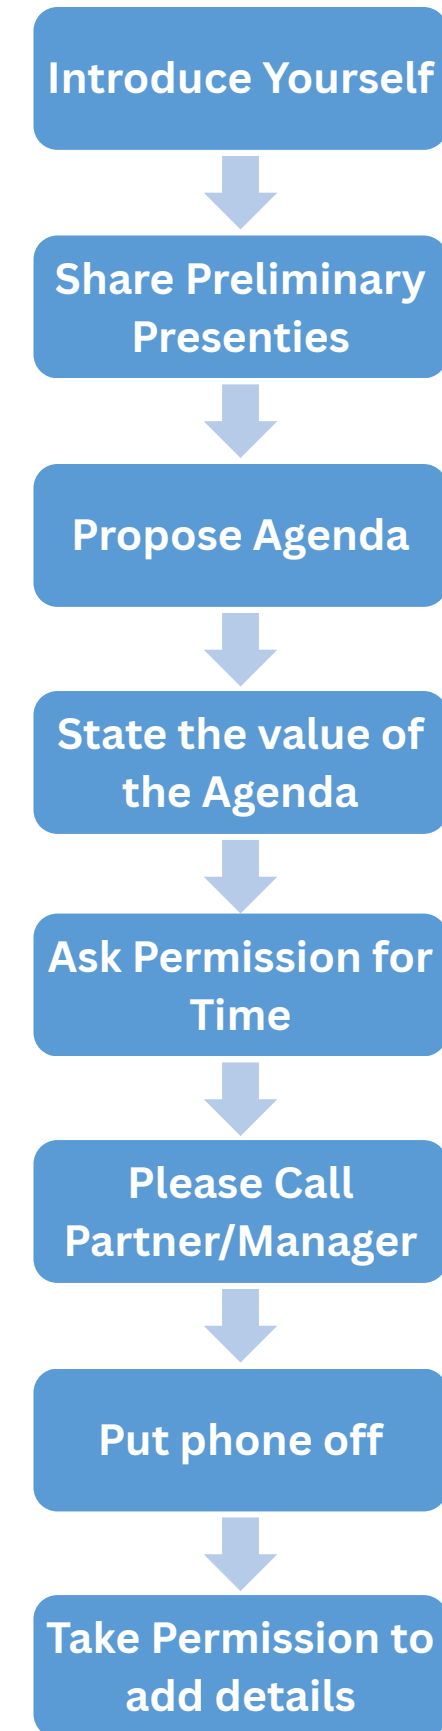 Introduce Yourself
Share Preliminary
Presenties
Propose Agenda
State the value of
the Agenda
Ask Permission for
Time
Please Call
Partner/Manager
Put phone off
Take Permission to
add details